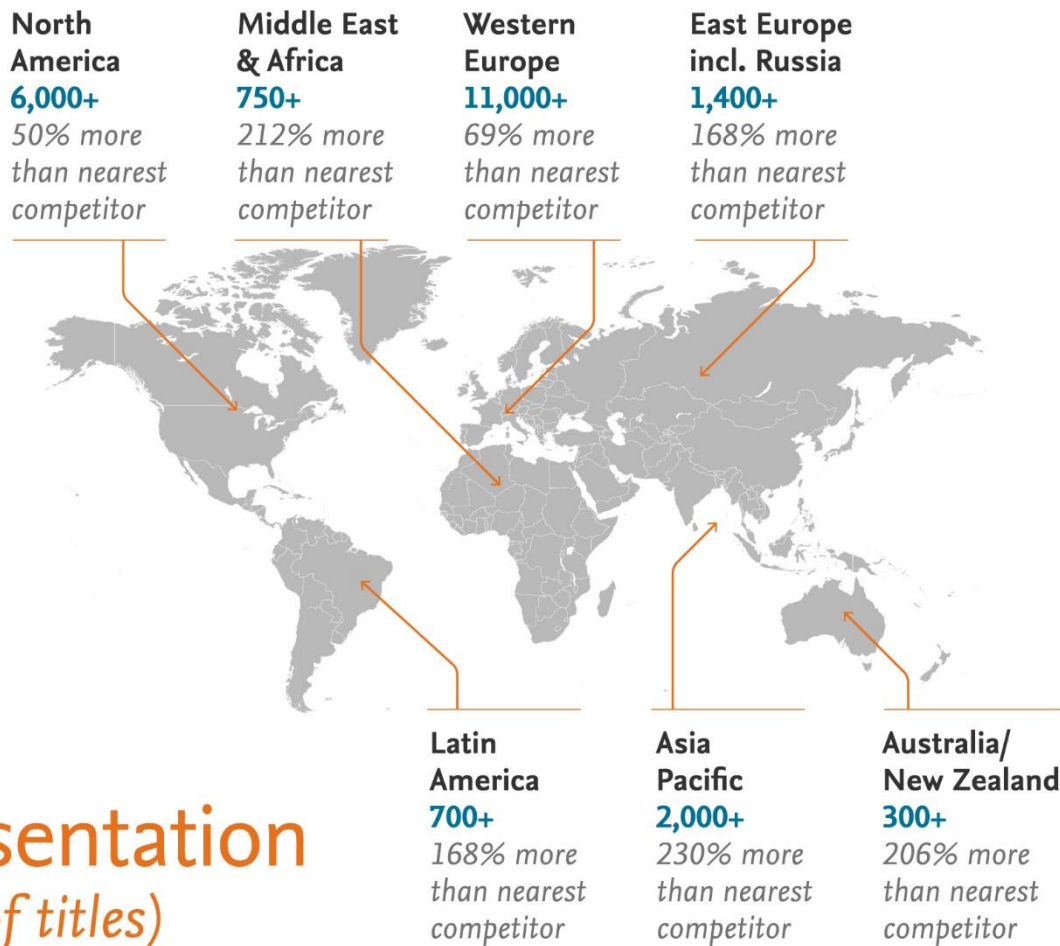 North
America
6,000+
50% more
than nearest
competitor
Middle East
& Africa
750+
212% more
than nearest
competitor
Western
Europe
11,000+
69% more
than nearest
competitor
East Europe
incl. Russia
1,400+
168% more
than nearest
competitor
Latin
America
700+
168% more
than nearest
competitor
Asia
Pacific
2,000+
230% more
than nearest
competitor
Australia/
New Zealand
300+
206% more
than nearest
competitor
sentation
f titles)